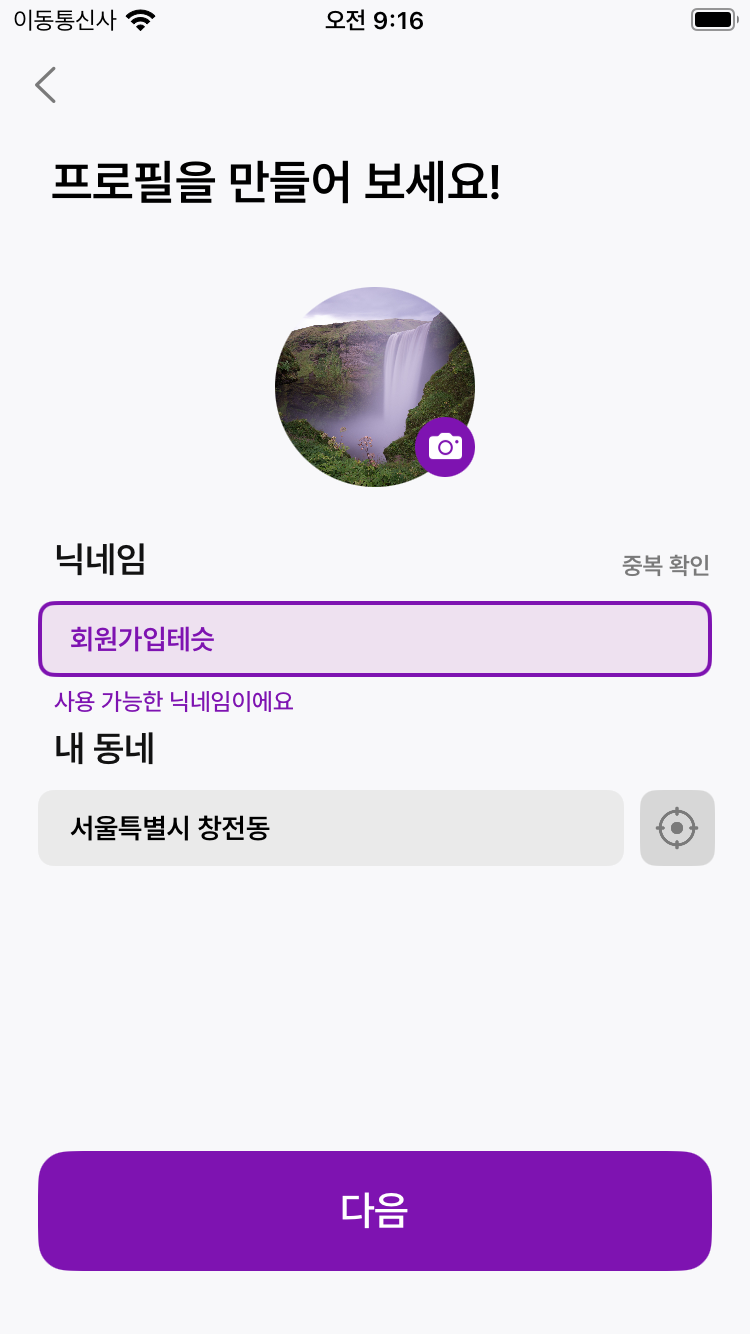 이동통신사
오전 9:16
프로필을 만들어 보세요!
닉네임
중복 확인
회원가입테슷
사용 가능한 닉네임이에요
내 동네
서울특별시 창전동
다음